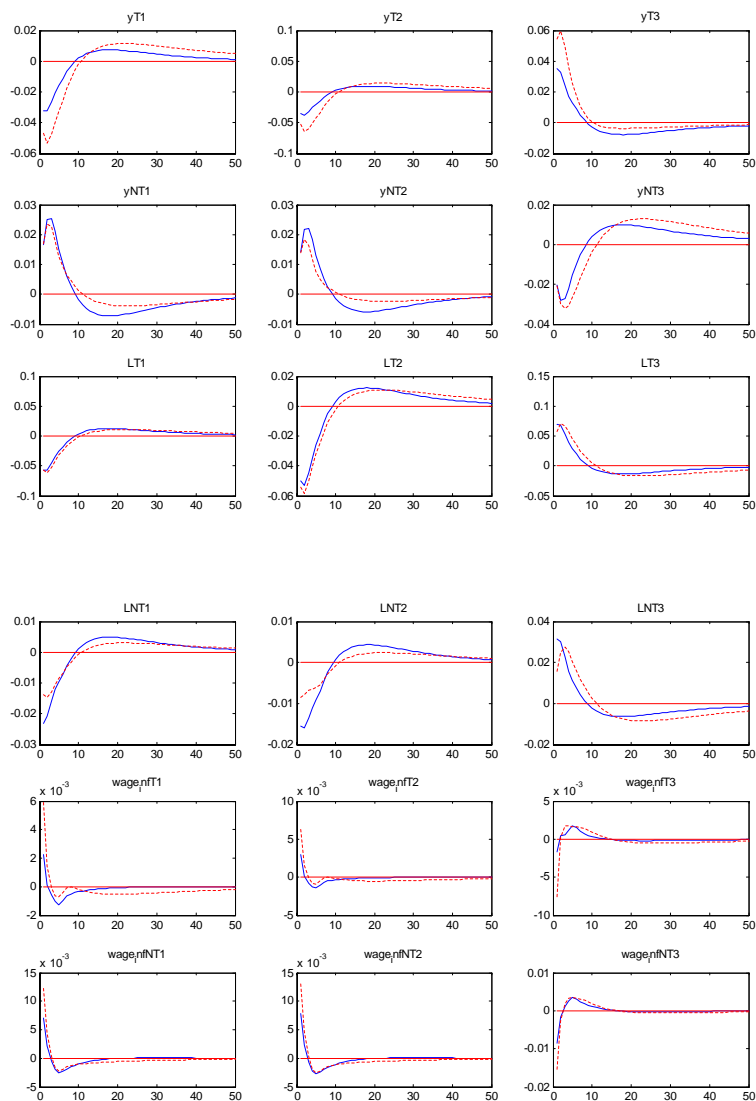 yT1 yT2 yT3
0.02 0.1 0.06
0 0.05 0.04
-0.02 0 0.02
-0.04 -0.05 0
-0.06 -0.1 -0.02
0 10 20 30 40 50 0 10 20 30 40 50 0 10 20 30 40 50
yNT1 yNT2 yNT3
0.03 0.03 0.02
0.02 0.02 0
0.01 0.01 -0.02
0 0 -0.04
-0.01 -0.01
0 10 20 30 40 50 0 10 20 30 40 50 0 10 20 30 40 50
LT1 LT2 LT3
0.1 0.02 0.15
0.05 0 0.10
0 -0.02 0.05
-0.05 -0.04 0
-0.1 -0.06 -0.05
0 10 20 30 40 50 0 10 20 30 40 50 0 10 20 30 40 50
LNT1 LNT2 LNT3
0.01 0.01 0.04
0 0 0.02
-0.01 -0.01 0
-0.02 -0.02 -0.02
-0.03
0 10 20 30 40 50 0 10 20 30 40 50 0 10 20 30 40 50
x 10-3 wageinfT1 x 10-3 wageinfT2 x 10-3 wageinfT3
6 10 5
4 5 0
2 0 -5
0 -5 -10
-2
0 10 20 30 40 50 0 10 20 30 40 50 0 10 20 30 40 50
x 10-3 wageinfNT1 x 10-3 wageinfNT2 wageinfNT3
15 15 0.01
10 10 0
5 5 -0.01
0 0 -0.02
-5 -5
0 10 20 30 40 50 0 10 20 30 40 50 0 10 20 30 40 50